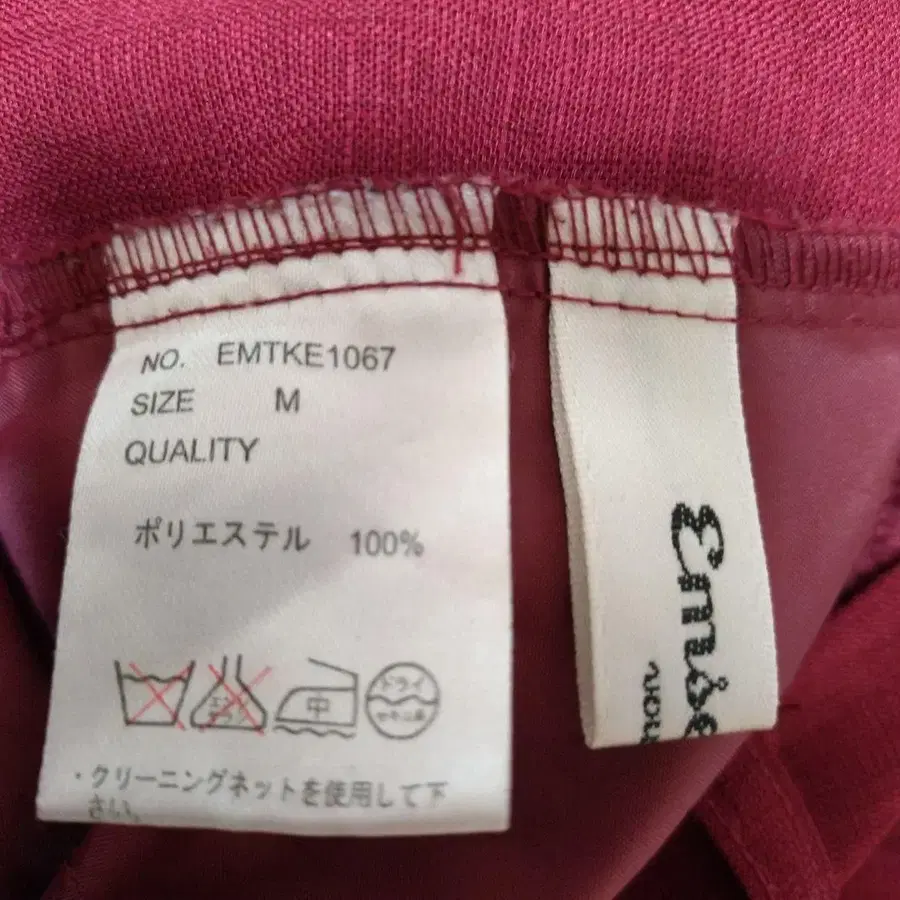 NO. EMTKE1067
SIZE M
QUALITY
ポリエステル 100%
中
ドライ
・クリーニングネットを使用して下
さい